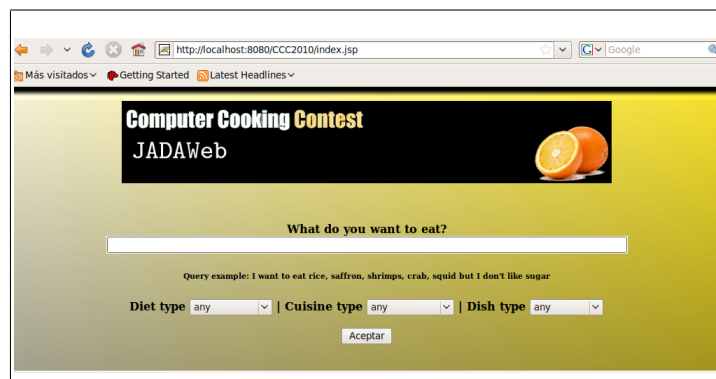 http://localhost:8080/CCC2010/index.jsp
Google
Más visitados Getting Started Latest Headlines
Computer Cooking Contest
JADAWeb
What do you want to eat?
Query example: I want to eat rice, saffron, shrimps, crab, squid but I don't like sugar
Diet type any | Cuisine type any | Dish type any
Aceptar